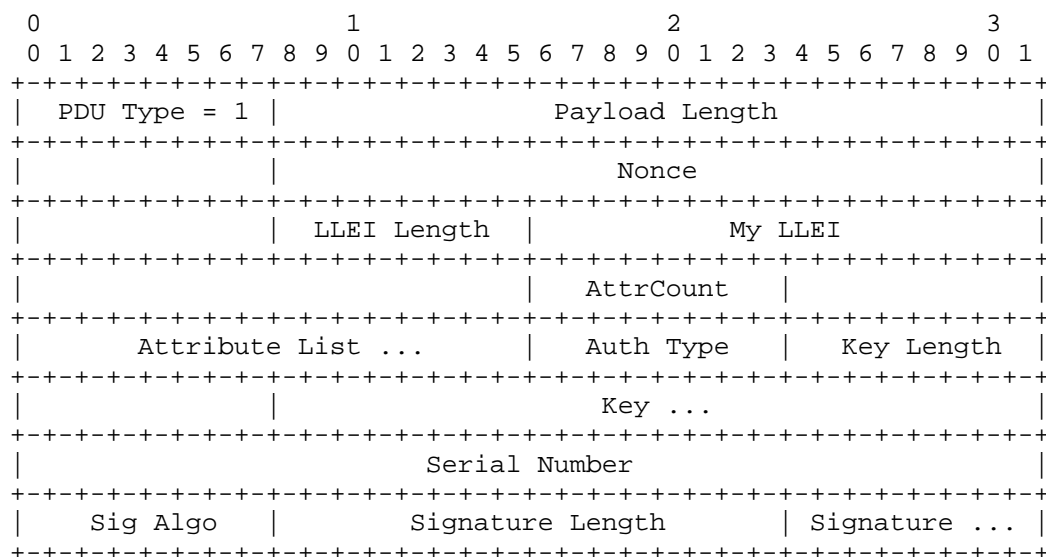 0                   1                   2                   3
 0 1 2 3 4 5 6 7 8 9 0 1 2 3 4 5 6 7 8 9 0 1 2 3 4 5 6 7 8 9 0 1
+-+-+-+-+-+-+-+-+-+-+-+-+-+-+-+-+-+-+-+-+-+-+-+-+-+-+-+-+-+-+-+-+
|  PDU Type = 1 |                 Payload Length                |
+-+-+-+-+-+-+-+-+-+-+-+-+-+-+-+-+-+-+-+-+-+-+-+-+-+-+-+-+-+-+-+-+
|               |                     Nonce                     |
+-+-+-+-+-+-+-+-+-+-+-+-+-+-+-+-+-+-+-+-+-+-+-+-+-+-+-+-+-+-+-+-+
|               |  LLEI Length  |            My LLEI            |
+-+-+-+-+-+-+-+-+-+-+-+-+-+-+-+-+-+-+-+-+-+-+-+-+-+-+-+-+-+-+-+-+
|                               |   AttrCount   |               |
+-+-+-+-+-+-+-+-+-+-+-+-+-+-+-+-+-+-+-+-+-+-+-+-+-+-+-+-+-+-+-+-+
|       Attribute List ...      |   Auth Type   |   Key Length  |
+-+-+-+-+-+-+-+-+-+-+-+-+-+-+-+-+-+-+-+-+-+-+-+-+-+-+-+-+-+-+-+-+
|               |                    Key ...                    |
+-+-+-+-+-+-+-+-+-+-+-+-+-+-+-+-+-+-+-+-+-+-+-+-+-+-+-+-+-+-+-+-+
|                         Serial Number                         |
+-+-+-+-+-+-+-+-+-+-+-+-+-+-+-+-+-+-+-+-+-+-+-+-+-+-+-+-+-+-+-+-+
|    Sig Algo   |        Signature Length       | Signature ... |
+-+-+-+-+-+-+-+-+-+-+-+-+-+-+-+-+-+-+-+-+-+-+-+-+-+-+-+-+-+-+-+-+